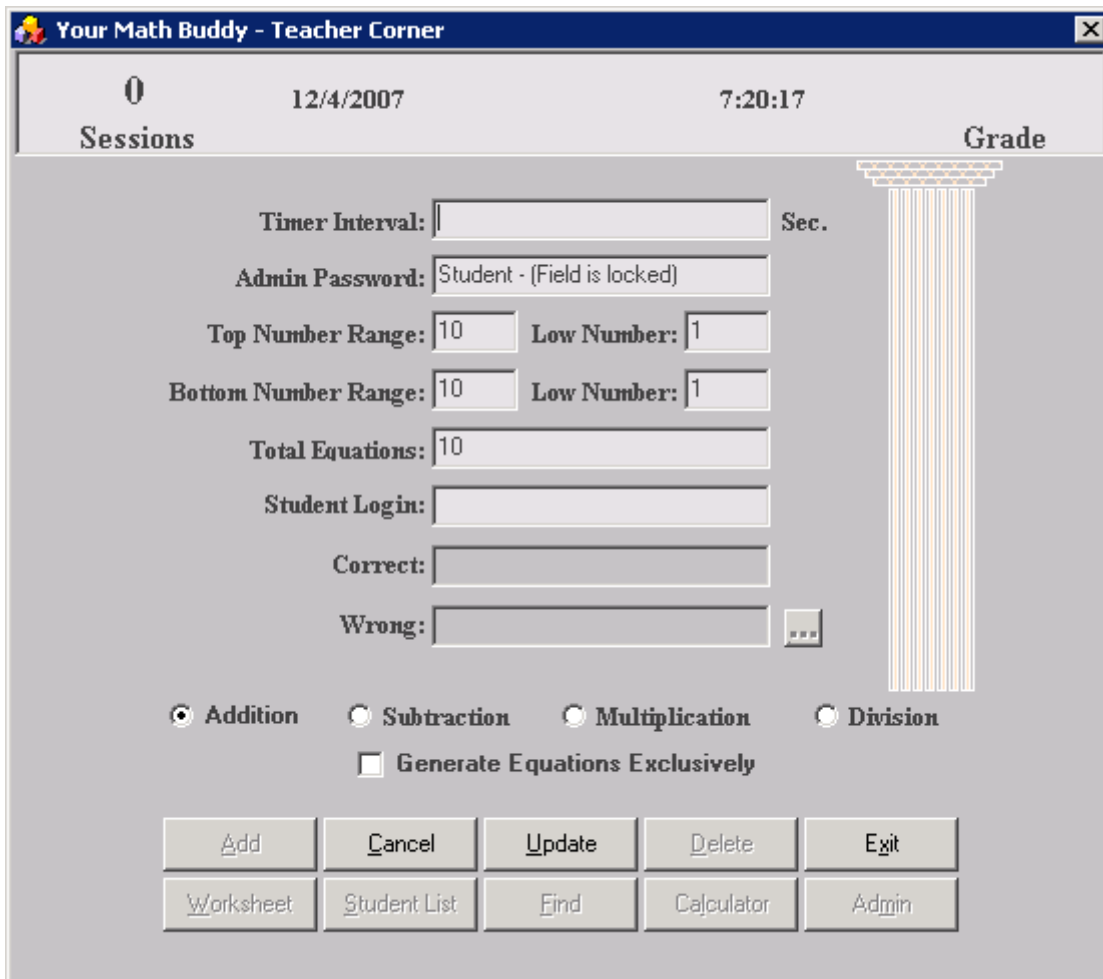 Your Math Buddy - Teacher Corner
0 12/4/2007 7:20:17
Sessions Grade
Timer Interval: Sec.
Admin Password: Student - (Field is locked)
Top Number Range: 10 Low Number: 1
Bottom Number Range: 10 Low Number: 1
Total Equations: 10
Student Login:
Correct:
Wrong: ...
Addition Subtraction Multiplication Division
Generate Equations Exclusively
Add Cancel Update Delete Exit
Worksheet Student List Find Calculator Admin